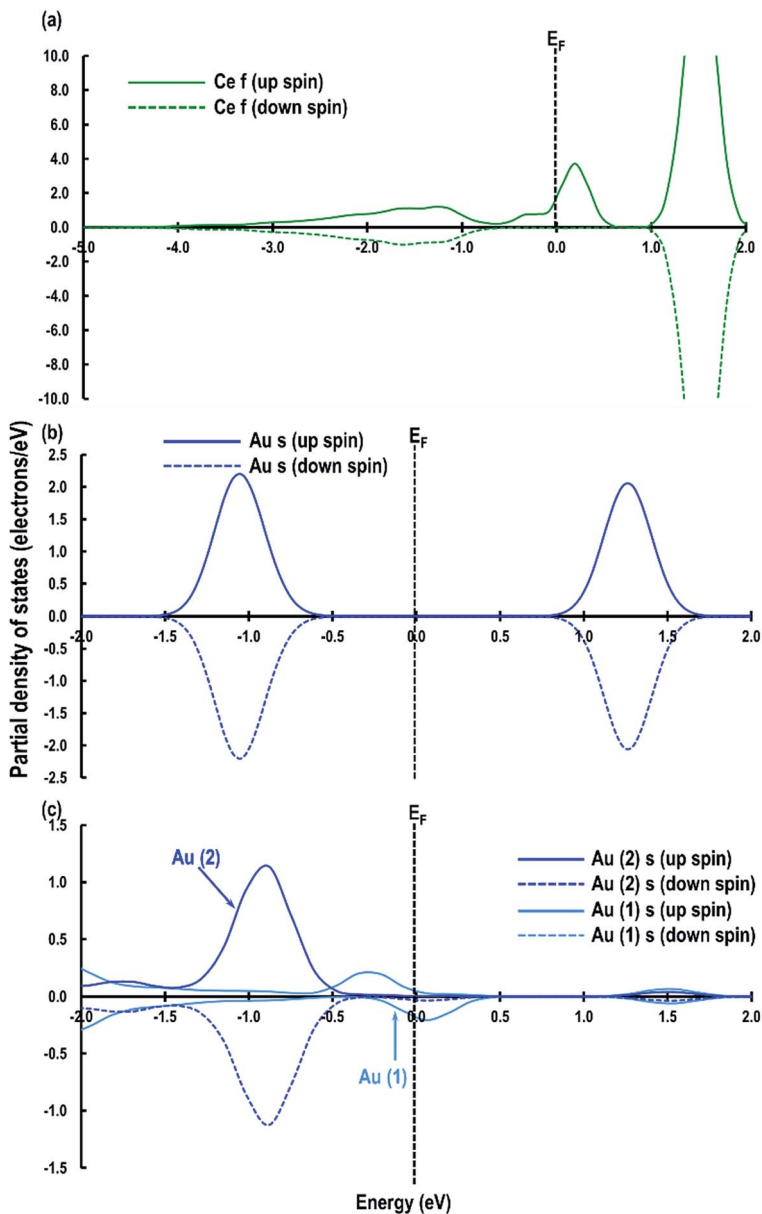 (a)
E_F
10.0
8.0
6.0
4.0
2.0
0.0
-2.0
-4.0
-6.0
-8.0
-10.0
Ce f (up spin)
Ce f (down spin)
-5.0 -4.0 -3.0 -2.0 -1.0 0.0 1.0 2.0
Partial density of states (electrons/eV)
(b)
E_F
Au s (up spin)
Au s (down spin)
2.5
2.0
1.5
1.0
0.5
0.0
-0.5
-1.0
-1.5
-2.0
-2.5
-2.0 -1.5 -1.0 -0.5 0.0 0.5 1.0 1.5 2.0
(c)
E_F
1.5
1.0
0.5
0.0
-0.5
-1.0
-1.5
Au (2)
Au (2) s (up spin)
Au (2) s (down spin)
Au (1) s (up spin)
Au (1) s (down spin)
-2.0 -1.5 -1.0 -0.5 0.0 0.5 1.0 1.5 2.0
Au (1)
Energy (eV)